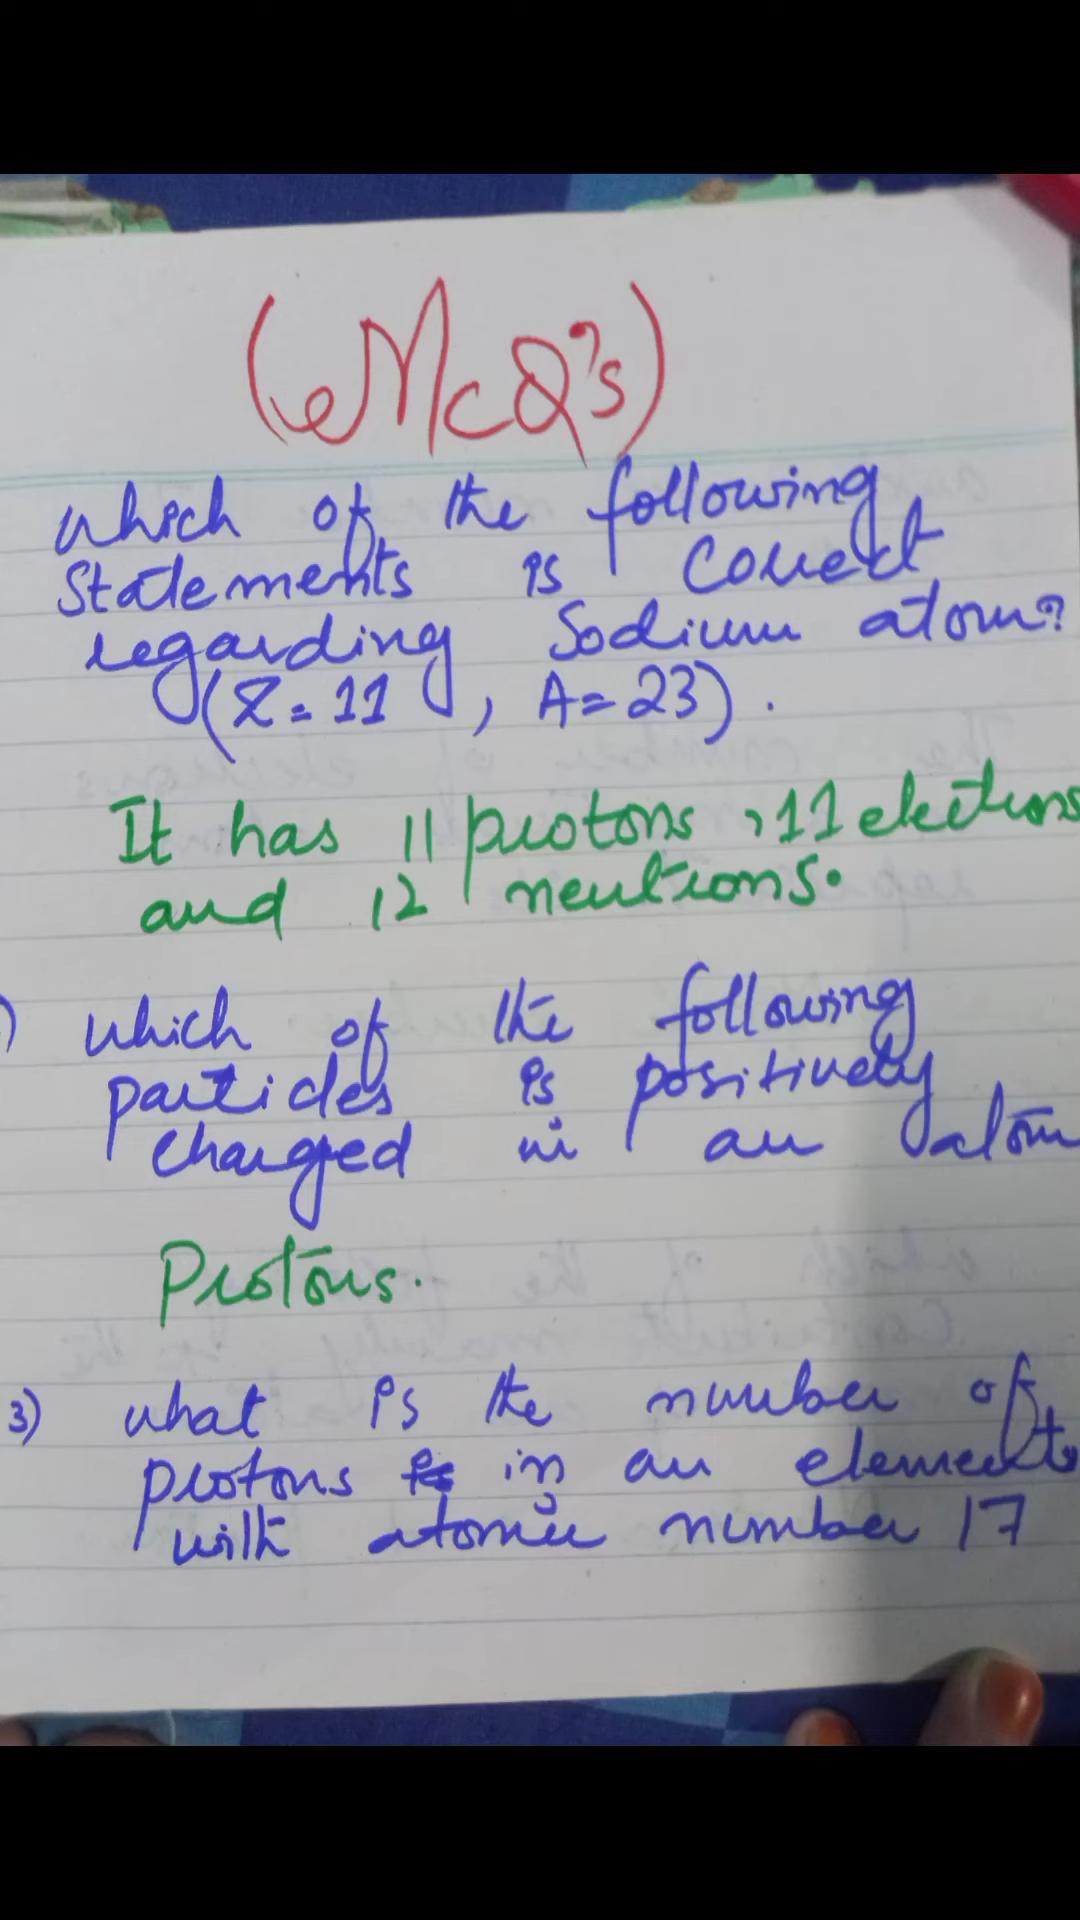 (MCQ's)
which of the following
Statements is Correct
regarding Sodium atom?
(Z = 11, A = 23).
It has 11 protons, 11 electrons
and 12 neutrons.
) which of the following
particles is positively
charged in an atom
Protons.
3) what is the number of
protons is in an element
with atomic number 17